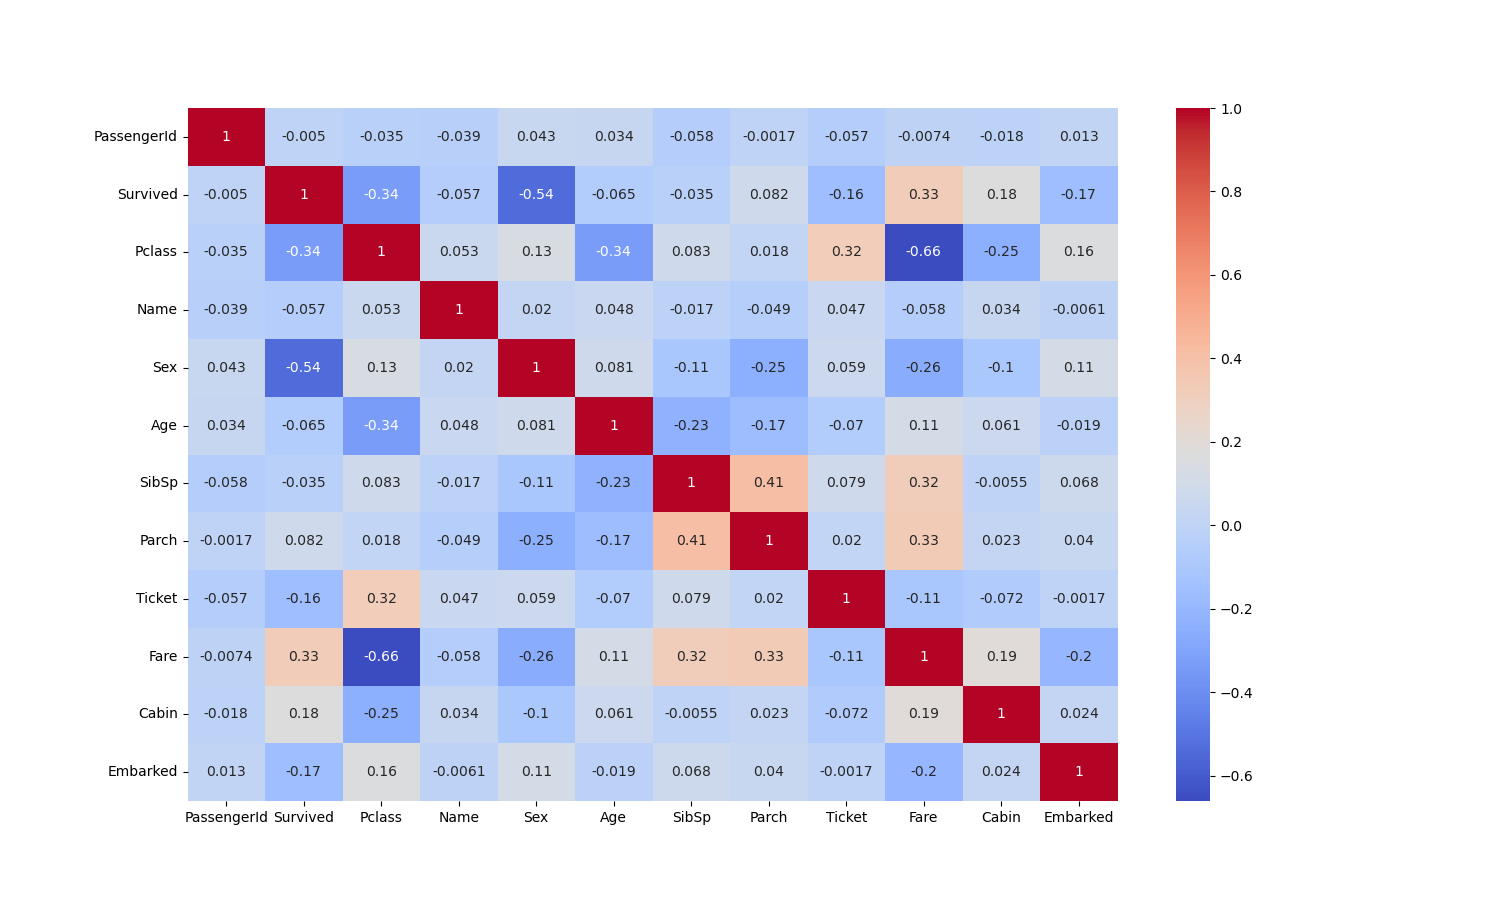 PassengerId 1 -0.005 -0.035 -0.039 0.043 0.034 -0.058 -0.0017 -0.057 -0.0074 -0.018 0.013
Survived -0.005 1 -0.34 -0.057 -0.54 -0.065 -0.035 0.082 -0.16 0.33 0.18 -0.17
Pclass -0.035 -0.34 1 0.053 0.13 -0.34 0.083 0.018 0.32 -0.66 -0.25 0.16
Name -0.039 -0.057 0.053 1 0.02 0.048 -0.017 -0.049 0.047 -0.058 0.034 -0.0061
Sex 0.043 -0.54 0.13 0.02 1 0.081 -0.11 -0.25 0.059 -0.26 -0.1 0.11
Age 0.034 -0.065 -0.34 0.048 0.081 1 -0.23 -0.17 -0.07 0.11 0.061 -0.019
SibSp -0.058 -0.035 0.083 -0.017 -0.11 -0.23 1 0.41 0.079 0.32 -0.0055 0.068
Parch -0.0017 0.082 0.018 -0.049 -0.25 -0.17 0.41 1 0.02 0.33 0.023 0.04
Ticket -0.057 -0.16 0.32 0.047 0.059 -0.07 0.079 0.02 1 -0.11 -0.072 -0.0017
Fare -0.0074 0.33 -0.66 -0.058 -0.26 0.11 0.32 0.33 -0.11 1 0.19 -0.2
Cabin -0.018 0.18 -0.25 0.034 -0.1 0.061 -0.0055 0.023 -0.072 0.19 1 0.024
Embarked 0.013 -0.17 0.16 -0.0061 0.11 -0.019 0.068 0.04 -0.0017 -0.2 0.024 1
PassengerId Survived Pclass Name Sex Age SibSp Parch Ticket Fare Cabin Embarked
1.0
0.8
0.6
0.4
0.2
0.0
−0.2
−0.4
−0.6